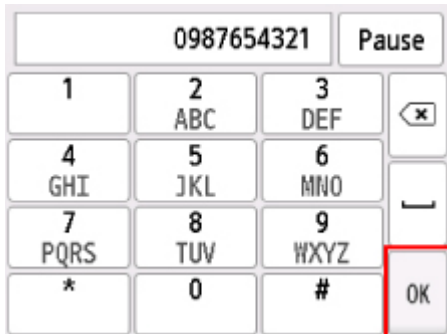 0987654321 Pause
1 2 3
ABC DEF
4 5 6
GHI JKL MNO
7 8 9
PQRS TUV WXYZ
* 0 # OK